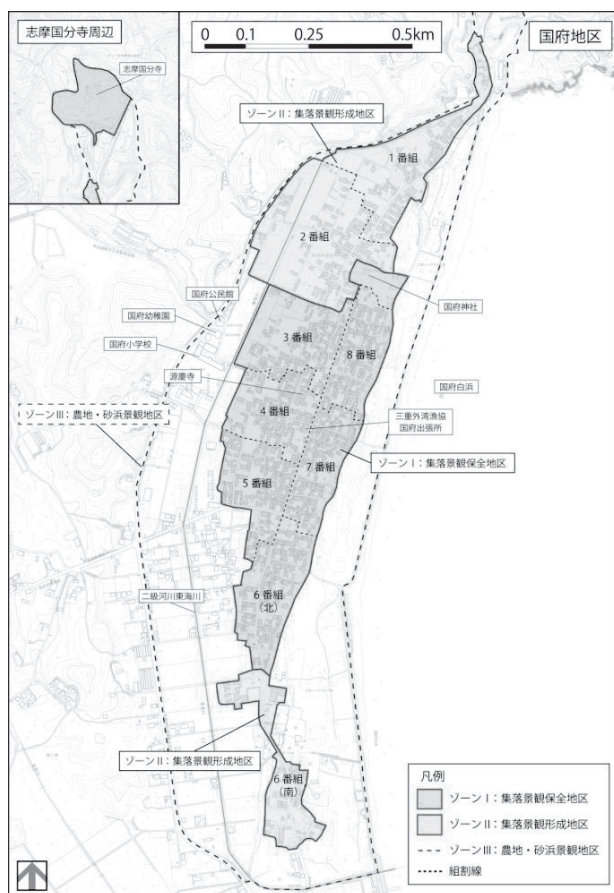 志摩国分寺周辺
志摩国分寺
0 0.1 0.25 0.5km
国府地区
ゾーンⅡ：集落景観形成地区
1番組
2番組
国府神社
国府公民館
国府幼稚園
3番組
8番組
国府小学校
源慶寺
国府白浜
ゾーンⅢ：農地・砂浜景観地区
4番組
三重外湾漁協
国府出張所
7番組
ゾーンⅠ：集落景観保全地区
5番組
二級河川東海川
6番組
（北）
ゾーンⅡ：集落景観形成地区
6番組
（南）
凡例
ゾーンⅠ：集落景観保全地区
ゾーンⅡ：集落景観形成地区
ゾーンⅢ：農地・砂浜景観地区
組割線